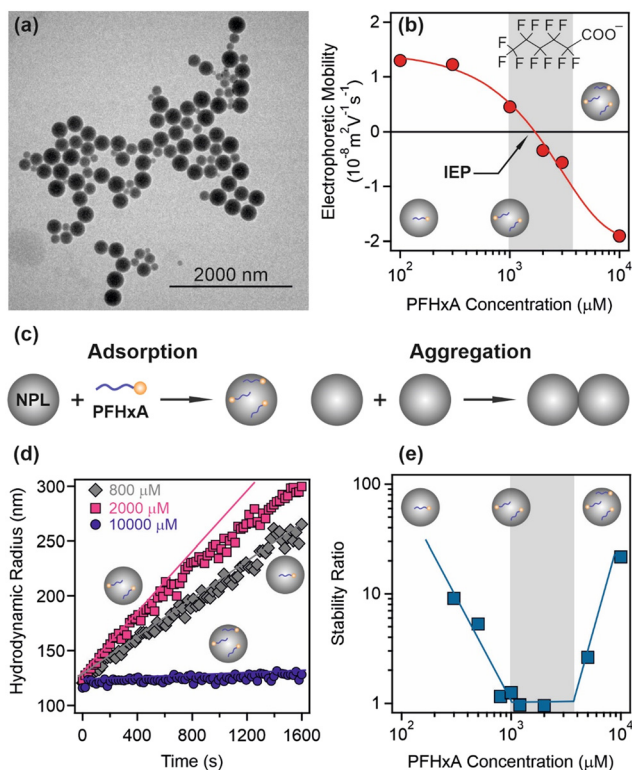 (a)
2000 nm
(b)
Electrophoretic Mobility
(10⁻⁸ m²V⁻¹s⁻¹)
2
1
0
-1
-2
F F F F F
F F F F F F
COO⁻
IEP
10² 10³ 10⁴
PFHxA Concentration (μM)
(c)
Adsorption
NPL + PFHxA
Aggregation
+
(d)
800 μM
2000 μM
10000 μM
Hydrodynamic Radius (nm)
300
250
200
150
100
0 400 800 1200 1600
Time (s)
(e)
Stability Ratio
100
10
1
10² 10³ 10⁴
PFHxA Concentration (μM)